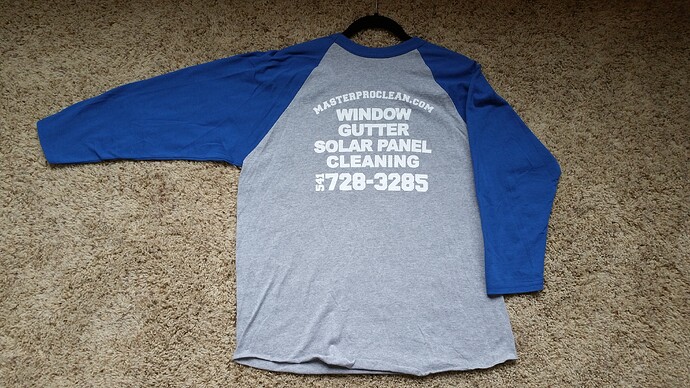 MASTERPROCLEAN.COM
WINDOW
GUTTER
SOLAR PANEL
CLEANING
541 728-3285